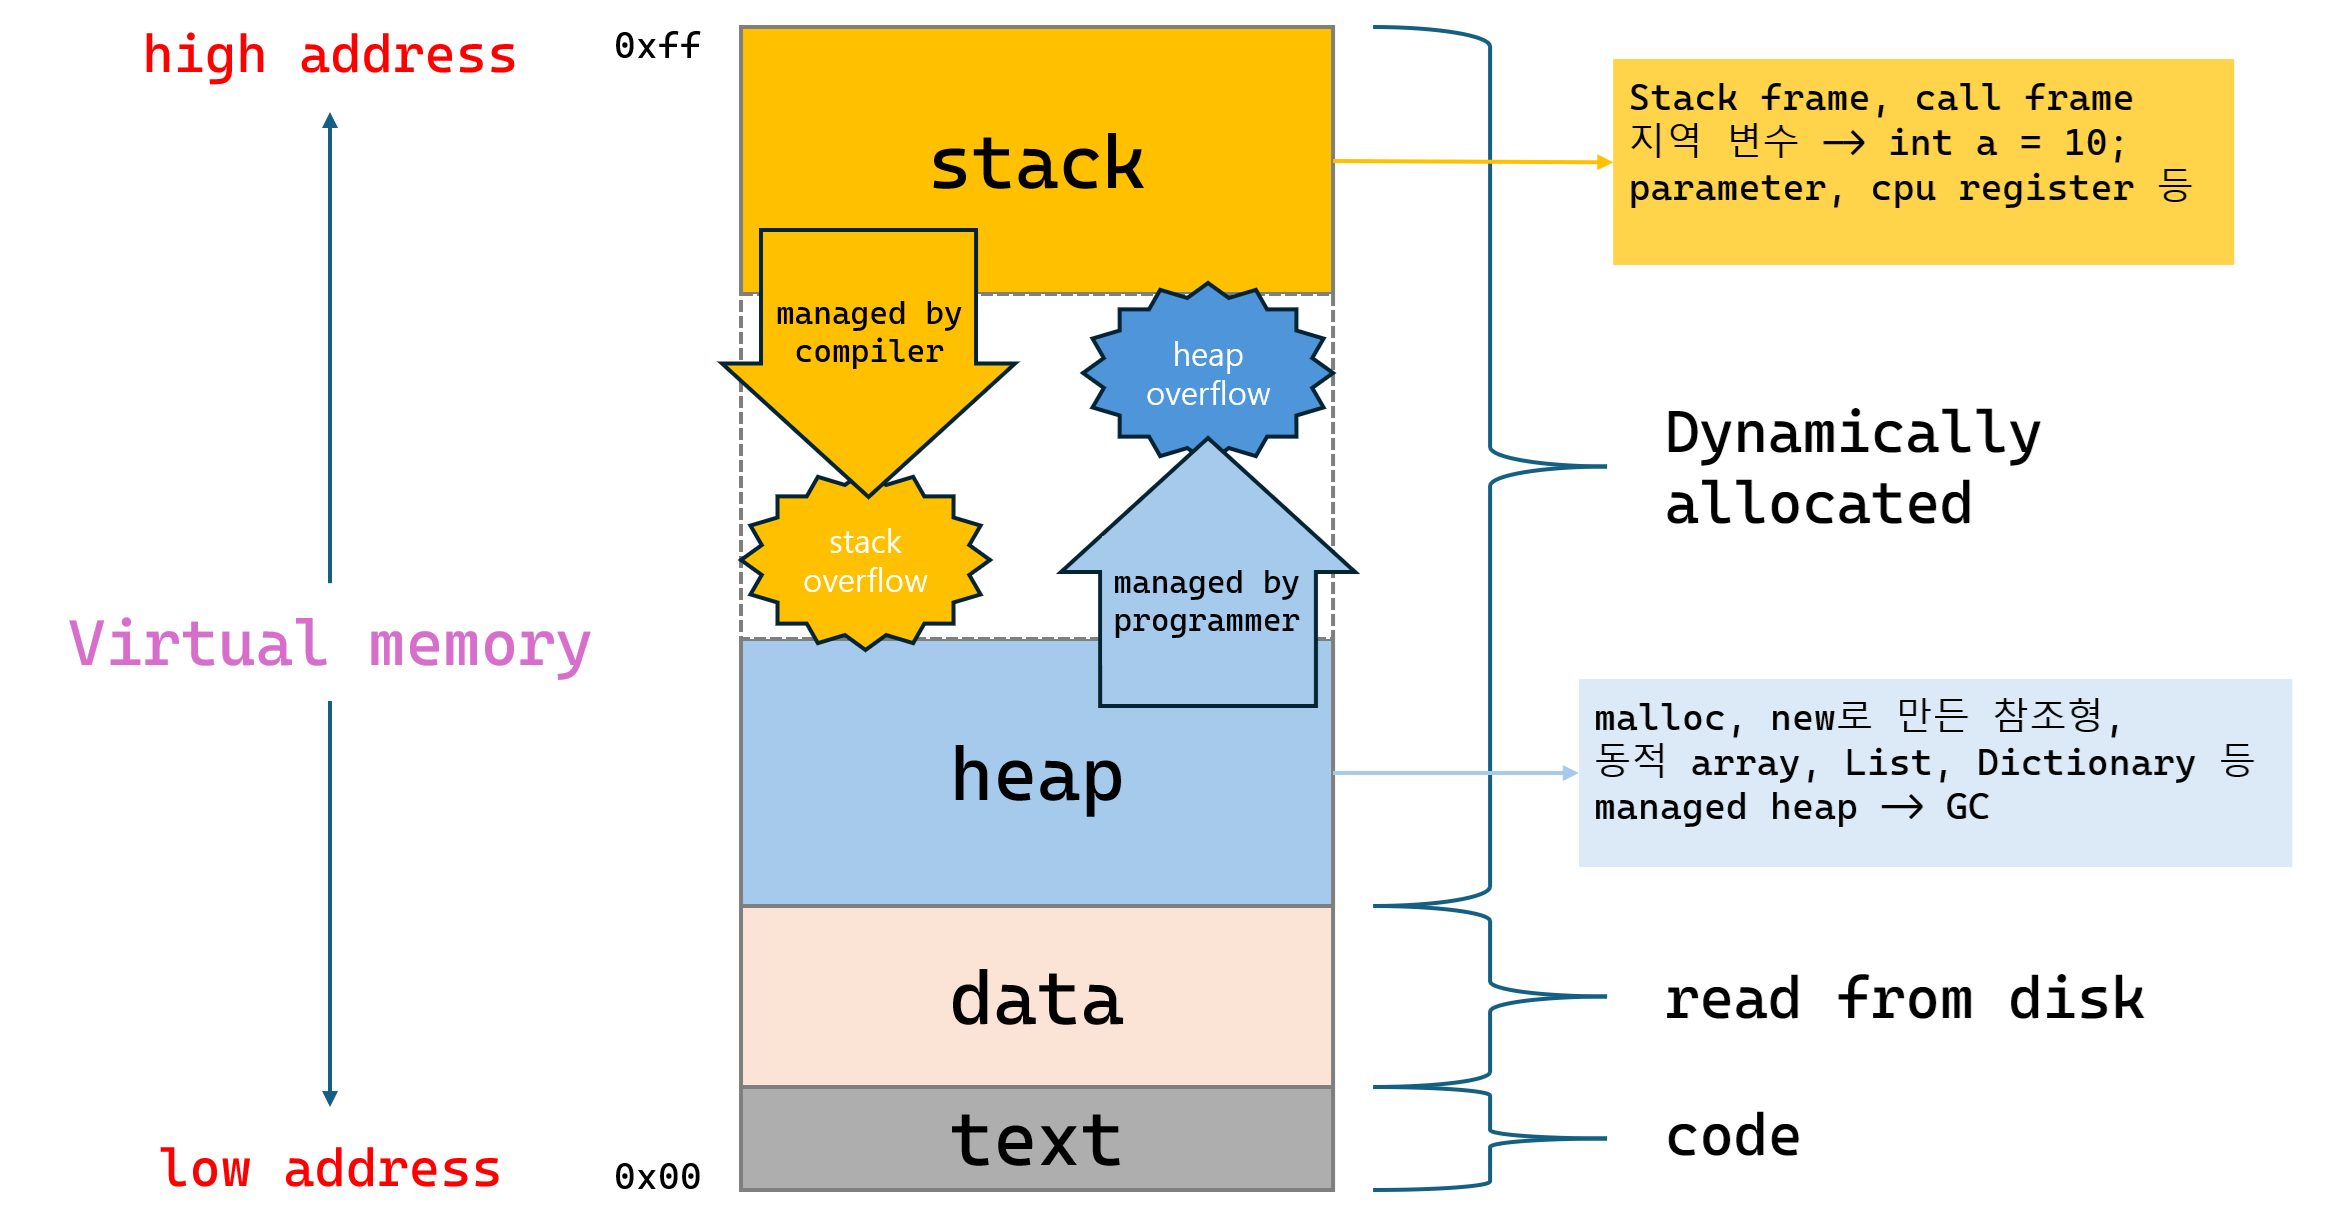 high address
0xff
stack
Stack frame, call frame
지역 변수 → int a = 10;
parameter, cpu register 등
managed by
compiler
heap
overflow
Dynamically
allocated
stack
overflow
managed by
programmer
Virtual memory
heap
malloc, new로 만든 참조형,
동적 array, List, Dictionary 등
managed heap → GC
data
read from disk
text
code
low address
0x00